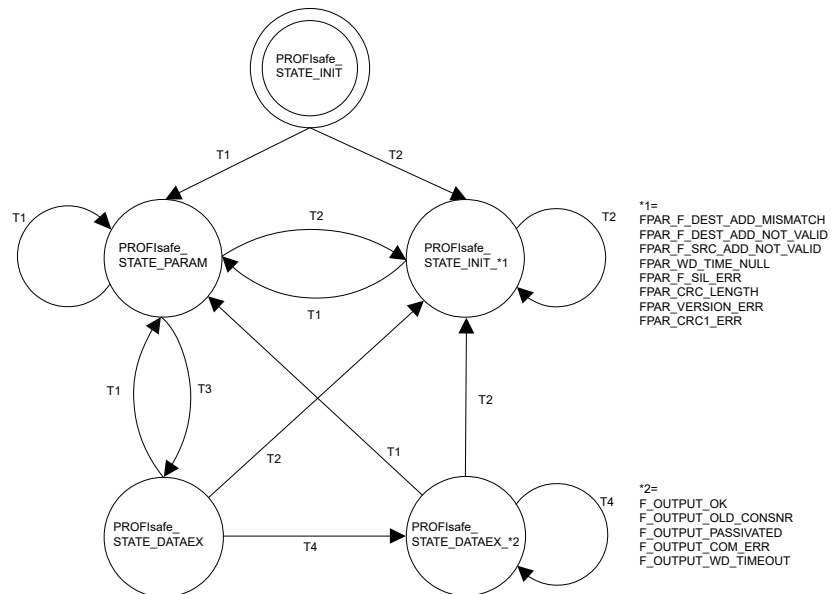 PROFIsafe_
STATE_INIT
T1
T2
T1
PROFIsafe_
STATE_PARAM
T2
T1
PROFIsafe_
STATE_INIT_*1
T2
*1=
FPAR_F_DEST_ADD_MISMATCH
FPAR_F_DEST_ADD_NOT_VALID
FPAR_F_SRC_ADD_NOT_VALID
FPAR_WD_TIME_NULL
FPAR_F_SIL_ERR
FPAR_CRC_LENGTH
FPAR_VERSION_ERR
FPAR_CRC1_ERR
T1
T3
T2
T1
T2
PROFIsafe_
STATE_DATAEX
T4
PROFIsafe_
STATE_DATAEX_*2
T4
*2=
F_OUTPUT_OK
F_OUTPUT_OLD_CONSNR
F_OUTPUT_PASSIVATED
F_OUTPUT_COM_ERR
F_OUTPUT_WD_TIMEOUT